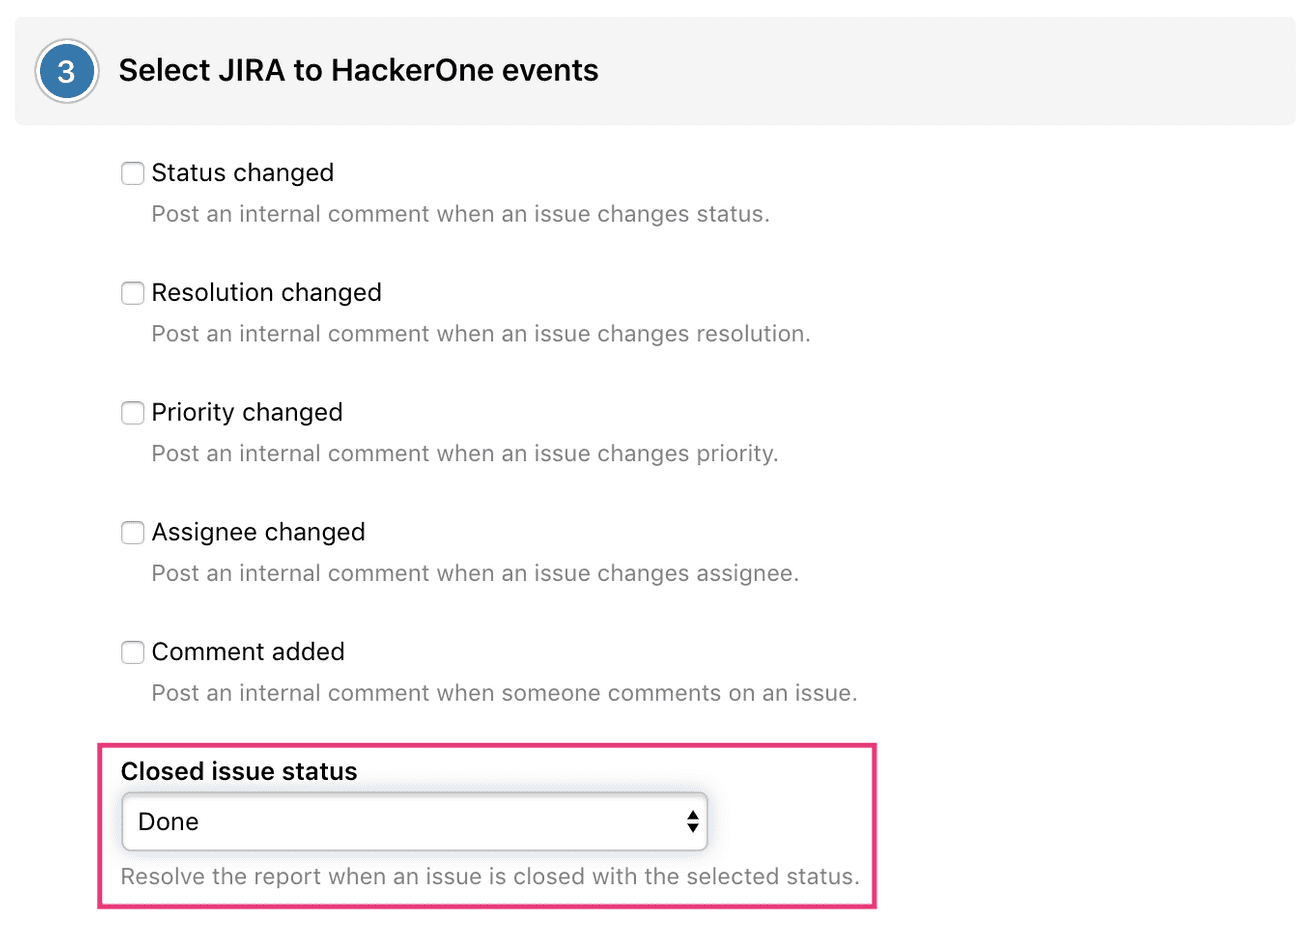 3
Select JIRA to HackerOne events
Status changed
Post an internal comment when an issue changes status.
Resolution changed
Post an internal comment when an issue changes resolution.
Priority changed
Post an internal comment when an issue changes priority.
Assignee changed
Post an internal comment when an issue changes assignee.
Comment added
Post an internal comment when someone comments on an issue.
Closed issue status
Done
Resolve the report when an issue is closed with the selected status.